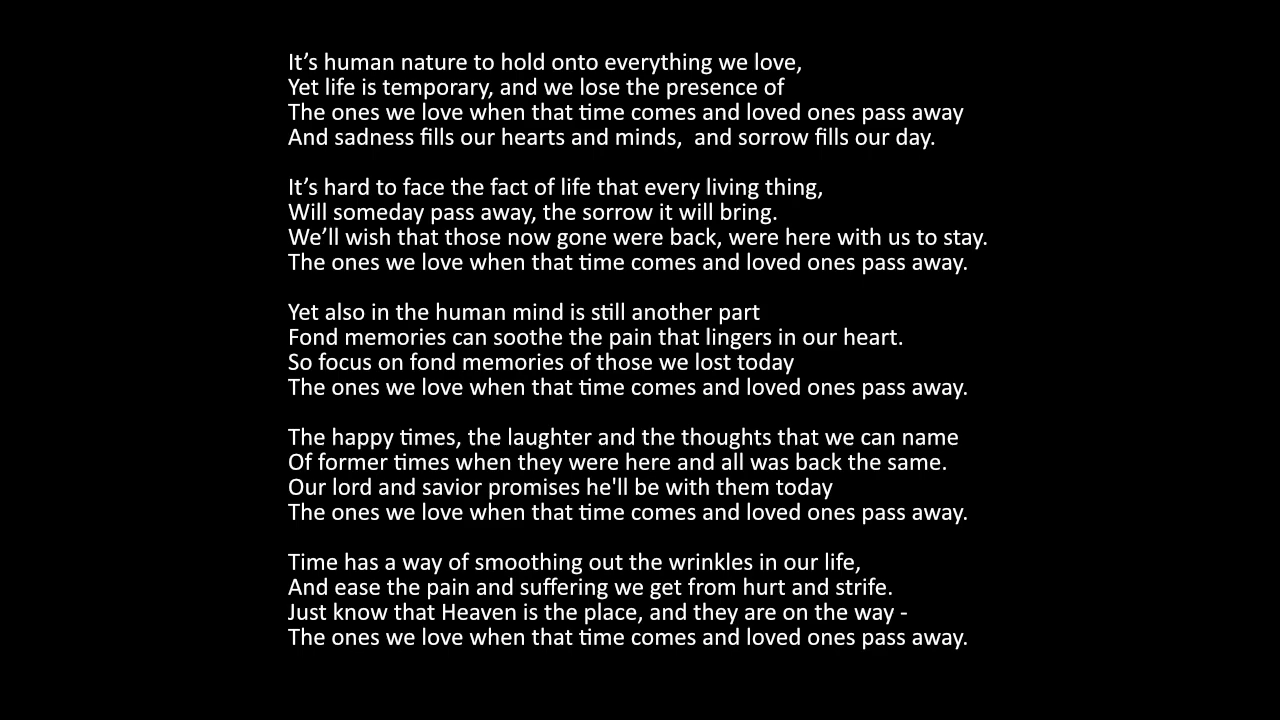 It’s human nature to hold onto everything we love,
Yet life is temporary, and we lose the presence of
The ones we love when that time comes and loved ones pass away
And sadness fills our hearts and minds,  and sorrow fills our day.

It’s hard to face the fact of life that every living thing,
Will someday pass away, the sorrow it will bring.
We’ll wish that those now gone were back, were here with us to stay.
The ones we love when that time comes and loved ones pass away.

Yet also in the human mind is still another part
Fond memories can soothe the pain that lingers in our heart.
So focus on fond memories of those we lost today
The ones we love when that time comes and loved ones pass away.

The happy times, the laughter and the thoughts that we can name
Of former times when they were here and all was back the same.
Our lord and savior promises he'll be with them today
The ones we love when that time comes and loved ones pass away.

Time has a way of smoothing out the wrinkles in our life,
And ease the pain and suffering we get from hurt and strife.
Just know that Heaven is the place, and they are on the way -
The ones we love when that time comes and loved ones pass away.